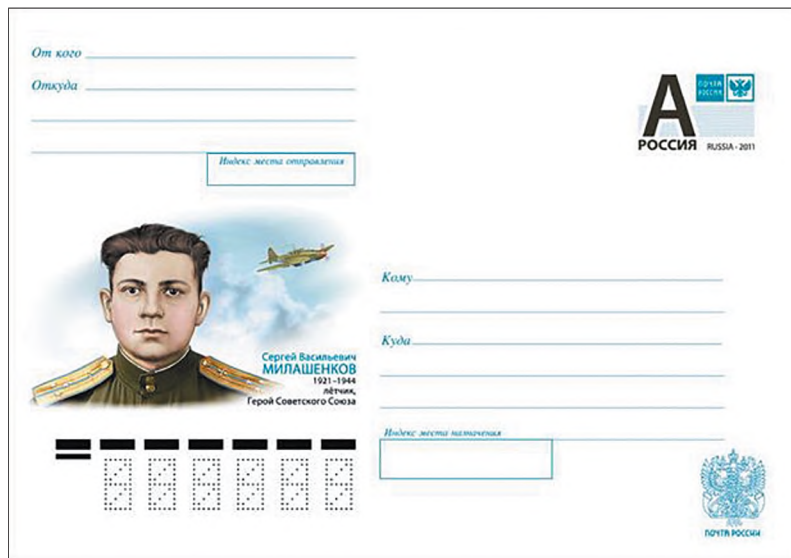 От кого
Откуда
Индекс места отправления
ПОЧТА
РОССИИ
А
РОССИЯ RUSSIA - 2011
Сергей Васильевич
МИЛАШЕНКОВ
1921–1944
лётчик,
Герой Советского Союза
Кому
Куда
Индекс места назначения
ПОЧТА РОССИИ